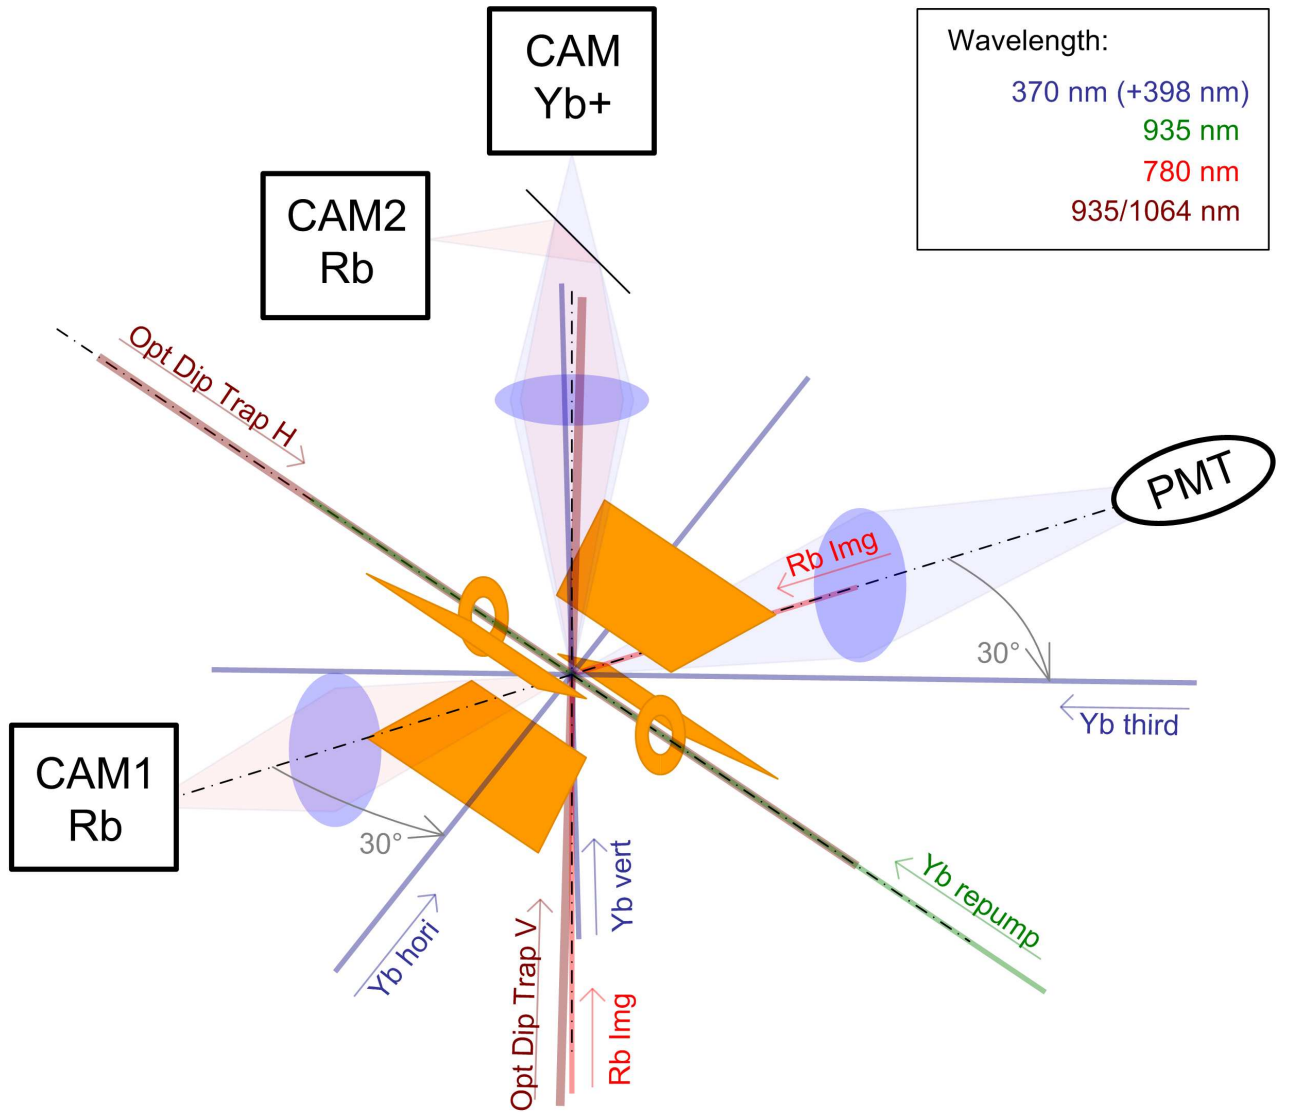 CAM
Yb+
Wavelength:
370 nm (+398 nm)
935 nm
780 nm
935/1064 nm
CAM2
Rb
Opt Dip Trap H
PMT
Rb Img
30°
Yb third
CAM1
Rb
30°
Yb hori
Yb vert
Yb repump
Opt Dip Trap V
Rb Img